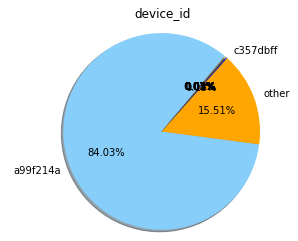 device_id
c357dbff
other
15.51%
84.03%
a99f214a